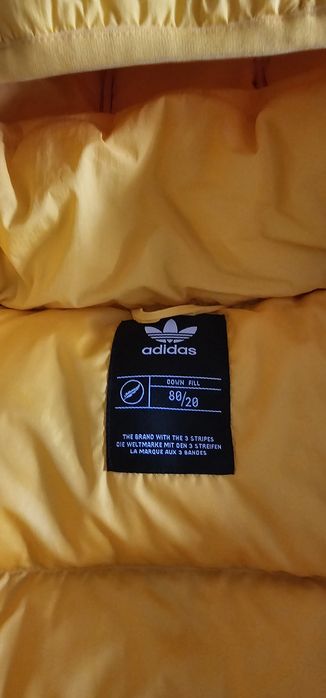 adidas
DOWN FILL
80/20
THE BRAND WITH THE 3 STRIPES
DIE WELTMARKE MIT DEN 3 STREIFEN
LA MARQUE AUX 3 BANDES